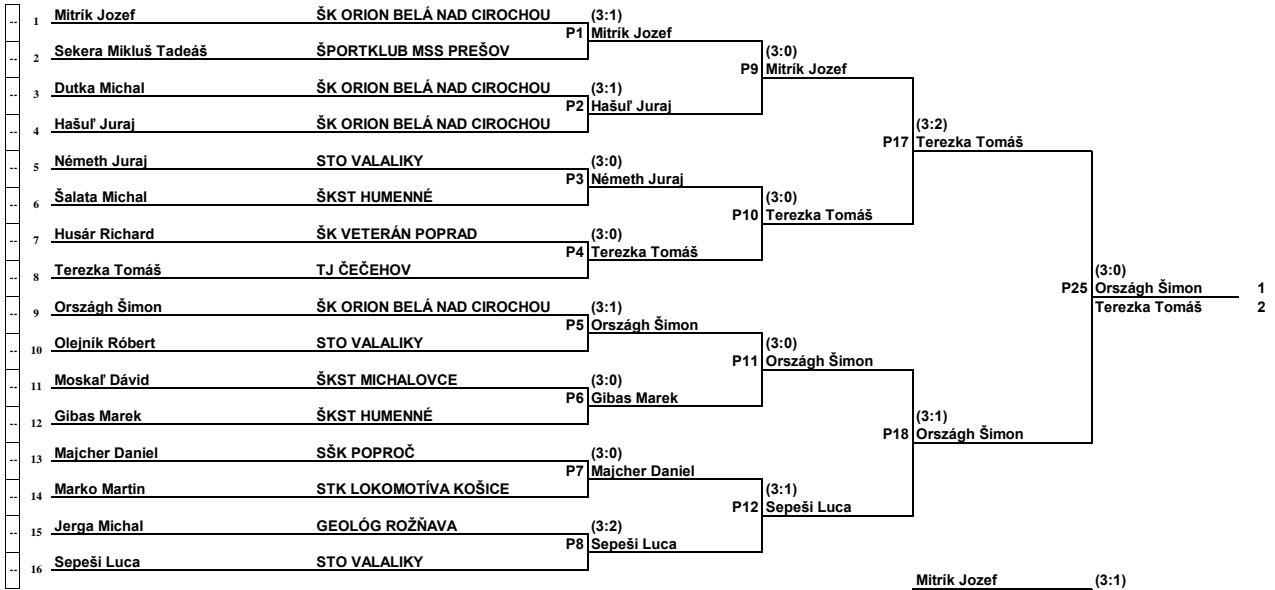 -- 1 Mitrík Jozef ŠK ORION BELÁ NAD CIROCHOU (3:1)
P1 Mitrík Jozef
-- 2 Sekera Mikluš Tadeáš ŠPORTKLUB MSS PREŠOV (3:0)
P9 Mitrík Jozef
-- 3 Dutka Michal ŠK ORION BELÁ NAD CIROCHOU (3:1)
P2 Hašuľ Juraj
-- 4 Hašuľ Juraj ŠK ORION BELÁ NAD CIROCHOU (3:2)
P17 Terezka Tomáš
-- 5 Németh Juraj STO VALALIKY (3:0)
P3 Németh Juraj
-- 6 Šalata Michal ŠKST HUMENNÉ (3:0)
P10 Terezka Tomáš
-- 7 Husár Richard ŠK VETERÁN POPRAD (3:0)
P4 Terezka Tomáš
-- 8 Terezka Tomáš TJ ČEČEHOV (3:0)
P25 Országh Šimon 1
-- 9 Országh Šimon ŠK ORION BELÁ NAD CIROCHOU (3:1) Terezka Tomáš 2
P5 Országh Šimon
-- 10 Olejník Róbert STO VALALIKY (3:0)
P11 Országh Šimon
-- 11 Moskaľ Dávid ŠKST MICHALOVCE (3:0)
P6 Gibas Marek
-- 12 Gibas Marek ŠKST HUMENNÉ (3:1)
P18 Országh Šimon
-- 13 Majcher Daniel SŠK POPROČ (3:0)
P7 Majcher Daniel
-- 14 Marko Martin STK LOKOMOTÍVA KOŠICE (3:1)
P12 Sepeši Luca
-- 15 Jerga Michal GEOLÓG ROŽŇAVA (3:2)
P8 Sepeši Luca
-- 16 Sepeši Luca STO VALALIKY
Mitrík Jozef (3:1)